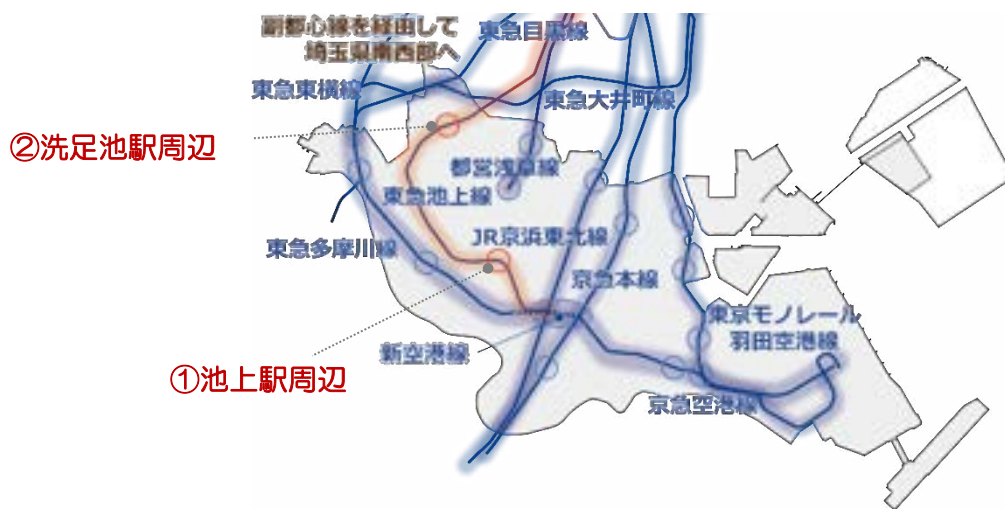 副都心線を経由して
埼玉県南西部へ
東急目黒線
東急東横線
東急大井町線
②洗足池駅周辺
都営浅草線
東急池上線
JR京浜東北線
東急多摩川線
京急本線
東京モノレール
羽田空港線
新空港線
①池上駅周辺
京急空港線